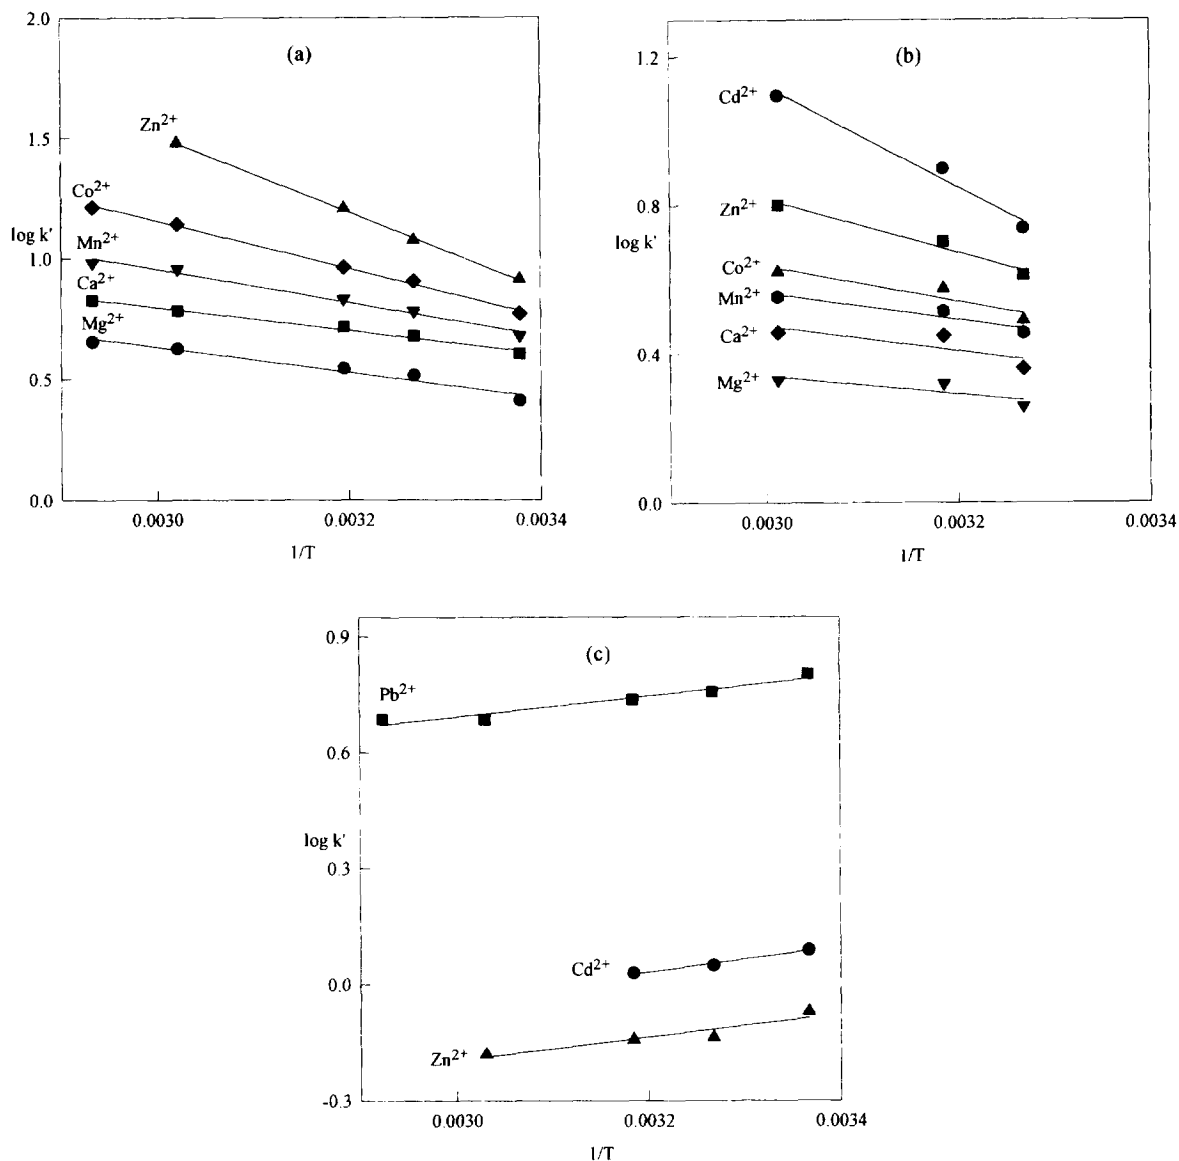 (a)
2.0
1.5
1.0
0.5
0.0
log k'
Zn2+
Co2+
Mn2+
Ca2+
Mg2+
0.0030
0.0032
0.0034
1/T
(b)
1.2
0.8
0.4
0.0
log k'
Cd2+
Zn2+
Co2+
Mn2+
Ca2+
Mg2+
0.0030
0.0032
0.0034
1/T
(c)
0.9
0.6
0.3
0.0
-0.3
log k'
Pb2+
Cd2+
Zn2+
0.0030
0.0032
0.0034
1/T